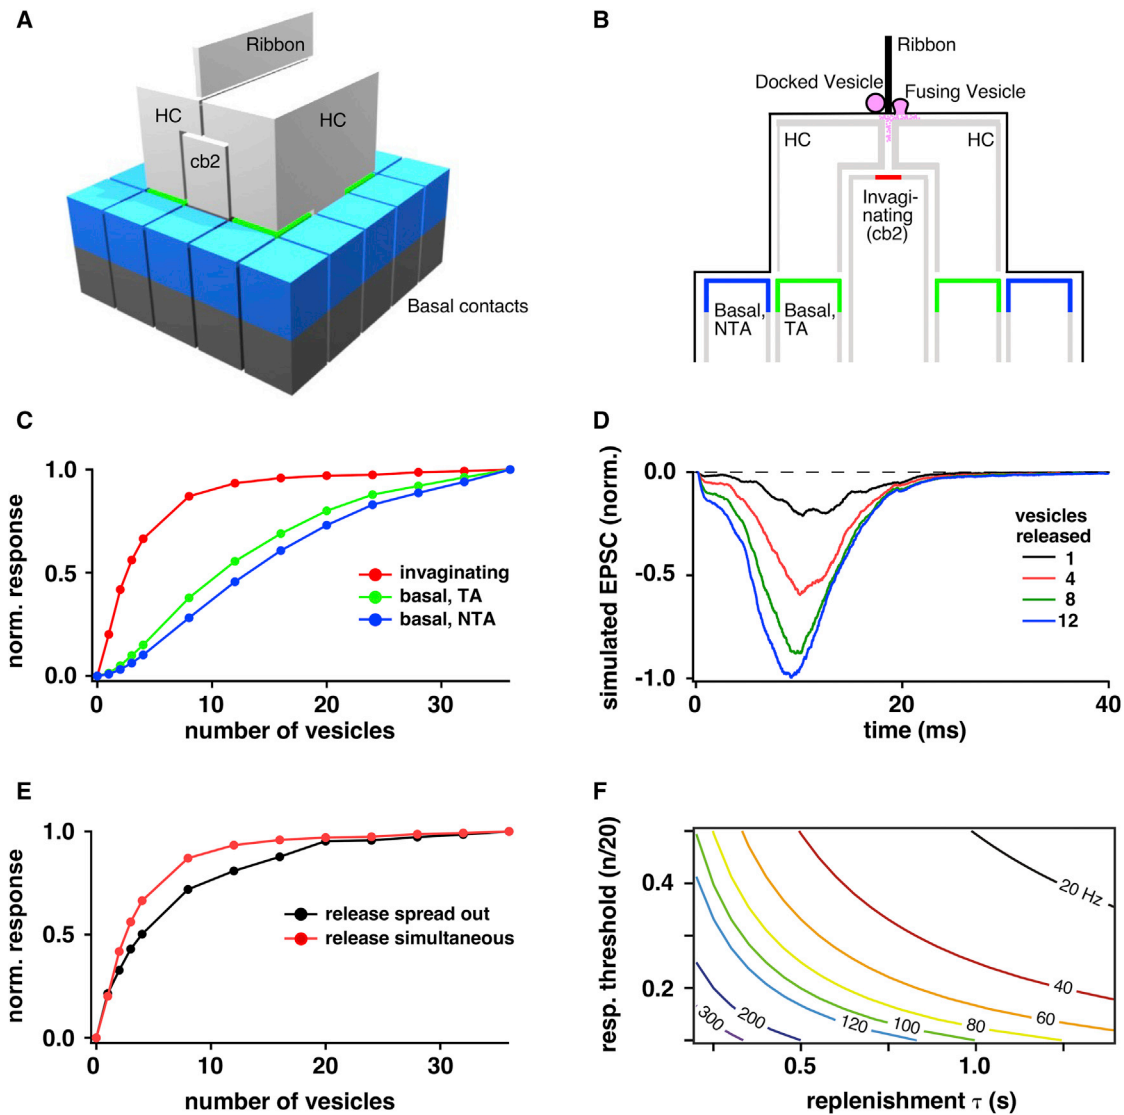 A
Ribbon
HC
HC
cb2
Basal contacts
B
Ribbon
Docked Vesicle
Fusing Vesicle
HC
HC
Invagi-
nating
(cb2)
Basal,
NTA
Basal,
TA
C
1.0
0.5
0.0
norm. response
invaginating
basal, TA
basal, NTA
0
10
20
30
number of vesicles
D
0.0
-0.5
-1.0
simulated EPSC (norm.)
vesicles
released
1
4
8
12
0
20
40
time (ms)
E
1.0
0.5
0.0
norm. response
release spread out
release simultaneous
0
10
20
30
number of vesicles
F
resp. threshold (n/20)
0.4
0.2
20 Hz
40
60
80
100
120
200
300
0.5
1.0
replenishment τ (s)